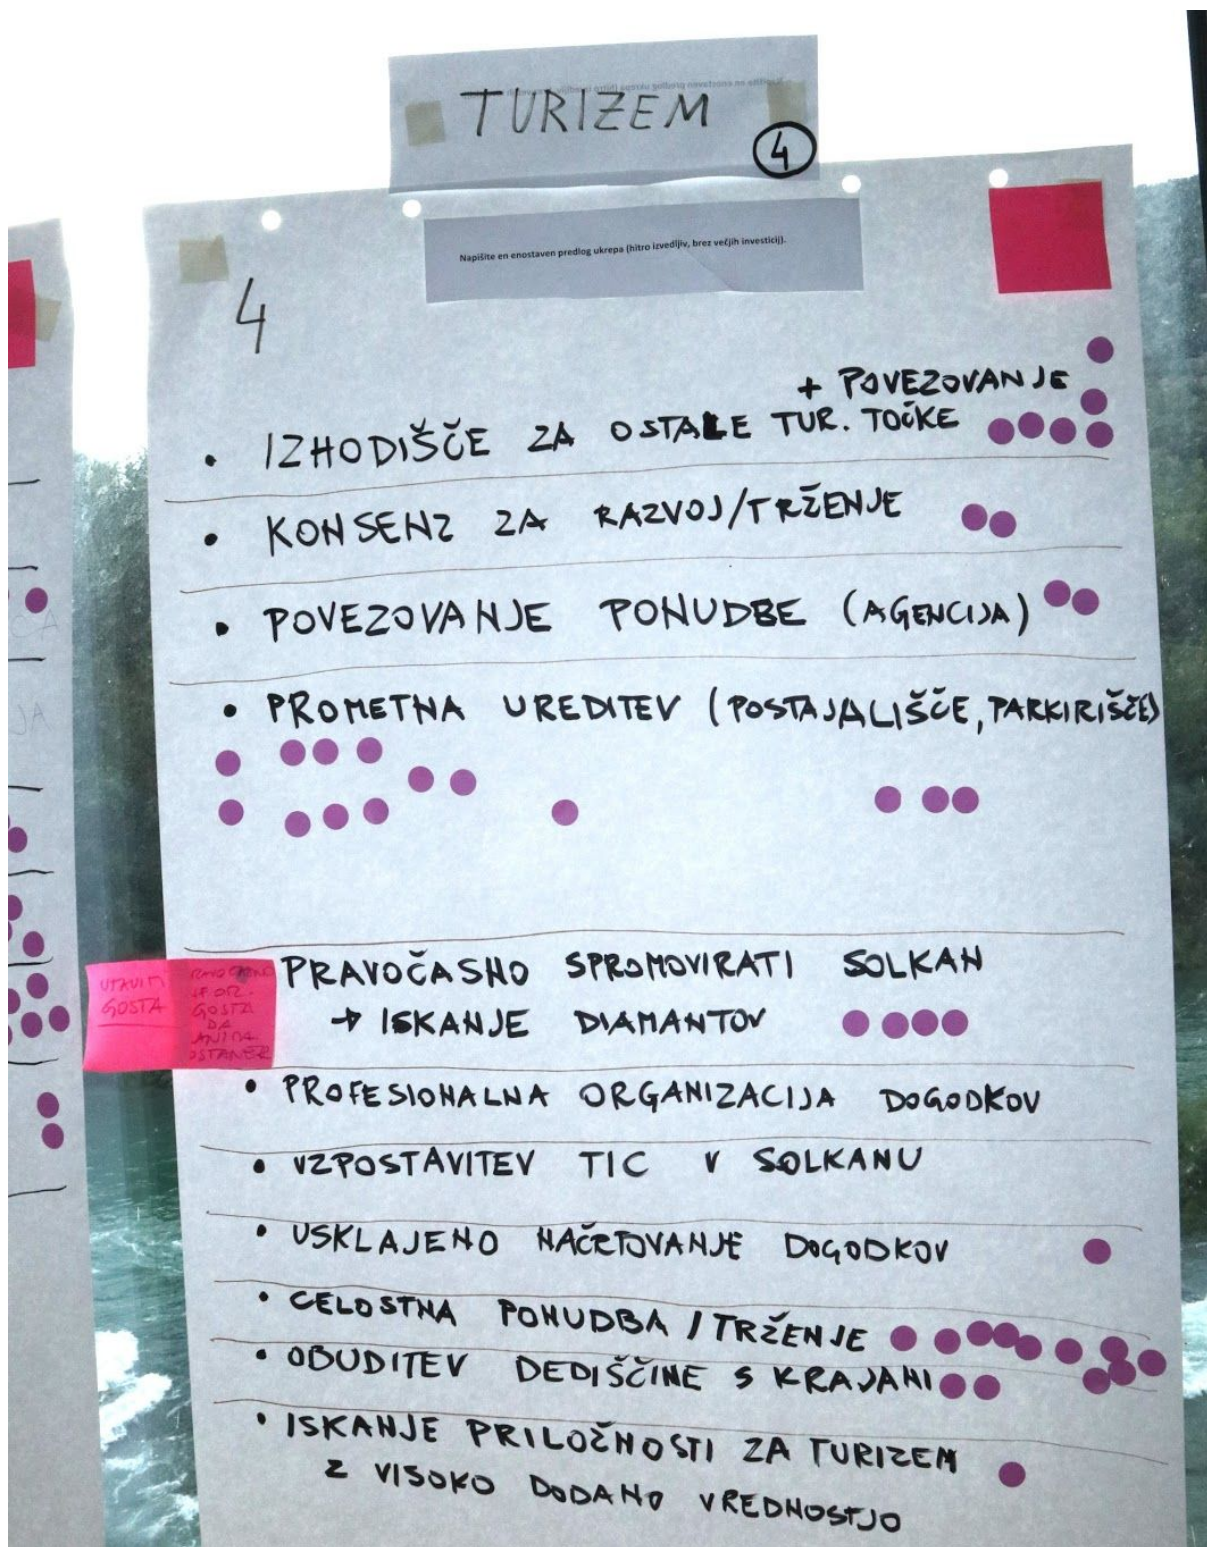 TURIZEM
4
Napišite en enostaven predlog ukrepa (hitro izvedljiv, brez večjih investicij).
4
+ POVEZOVANJE
• IZHODIŠČE ZA OSTALE TUR. TOČKE
• KONSENZ ZA RAZVOJ/TRŽENJE
• POVEZOVANJE PONUDBE (AGENCIJA)
• PROMETNA UREDITEV (POSTAJALIŠČE, PARKIRIŠČE)
PRAVOČASNO SPROMOVIRATI SOLKAN
→ ISKANJE DIAMANTOV
GOSTA
GOSTA
DA
• PROFESIONALNA ORGANIZACIJA DOGODKOV
• VZPOSTAVITEV TIC V SOLKANU
• USKLAJENO NAČRTOVANJE DOGODKOV
• CELOSTNA PONUDBA / TRŽENJE
• OBUDITEV DEDIŠČINE S KRAJANI
• ISKANJE PRILOŽNOSTI ZA TURIZEM
Z VISOKO DODANO VREDNOSTJO